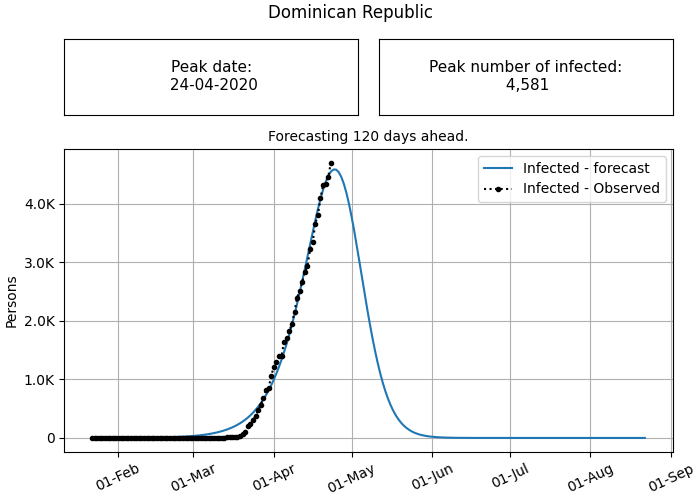 Dominican Republic
Peak date:
24-04-2020
Peak number of infected:
4,581
Forecasting 120 days ahead.
Infected - forecast
Infected - Observed
Persons
4.0K
3.0K
2.0K
1.0K
0
01-Feb
01-Mar
01-Apr
01-May
01-Jun
01-Jul
01-Aug
01-Sep